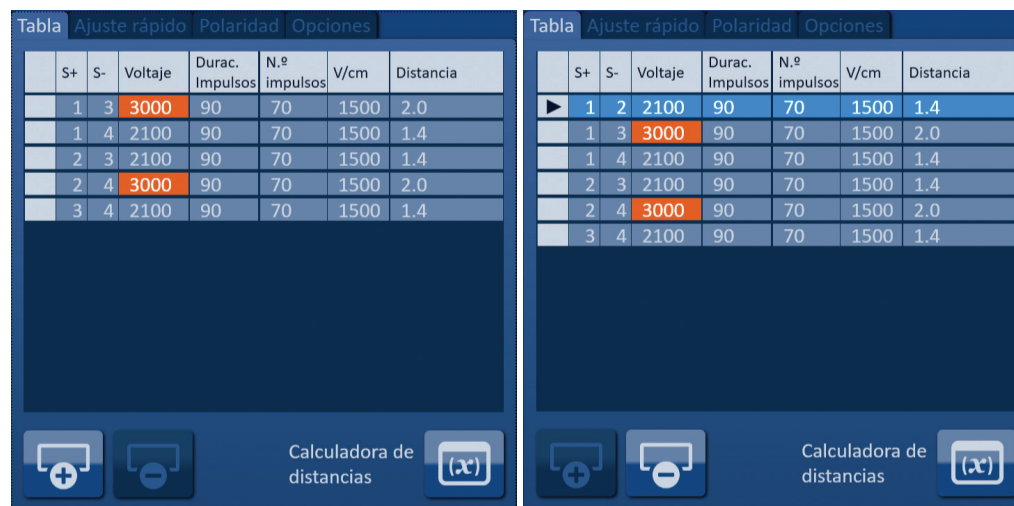 Tabla Ajuste rápido Polaridad Opciones
S+ S- Voltaje Durac. Impulsos N.º impulsos V/cm Distancia
1 3 3000 90 70 1500 2.0
1 4 2100 90 70 1500 1.4
2 3 2100 90 70 1500 1.4
2 4 3000 90 70 1500 2.0
3 4 2100 90 70 1500 1.4
Calculadora de
distancias
(x)
Tabla Ajuste rápido Polaridad Opciones
S+ S- Voltaje Durac. Impulsos N.º impulsos V/cm Distancia
1 2 2100 90 70 1500 1.4
1 3 3000 90 70 1500 2.0
1 4 2100 90 70 1500 1.4
2 3 2100 90 70 1500 1.4
2 4 3000 90 70 1500 2.0
3 4 2100 90 70 1500 1.4
Calculadora de
distancias
(x)